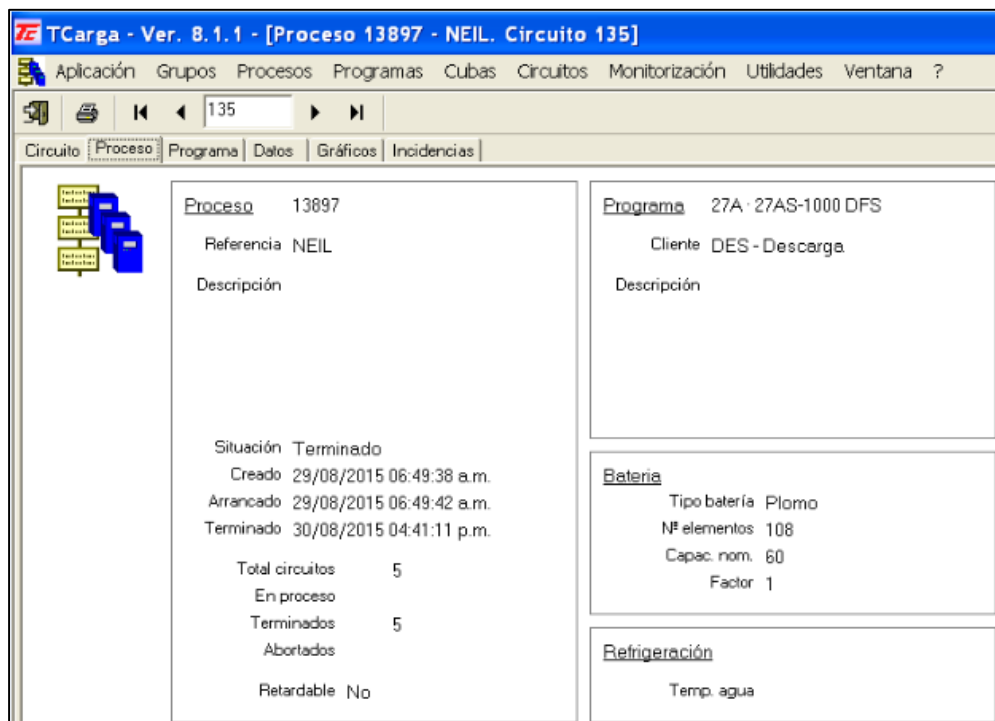 TCarga - Ver. 8.1.1 - [Proceso 13897 - NEIL. Circuito 135]
Aplicación Grupos Procesos Programas Cubas Circuitos Monitorización Utilidades Ventana ?
135
Circuito Proceso Programa Datos Gráficos Incidencias
Proceso 13897
Referencia NEIL
Descripción
Situación Terminado
Creado 29/08/2015 06:49:38 a.m.
Arrancado 29/08/2015 06:49:42 a.m.
Terminado 30/08/2015 04:41:11 p.m.
Total circuitos 5
En proceso
Terminados 5
Abortados
Retardable No
Programa 27A · 27AS-1000 DFS
Cliente DES - Descarga
Descripción
Bateria
Tipo batería Plomo
Nº elementos 108
Capac. nom. 60
Factor 1
Refrigeración
Temp. agua